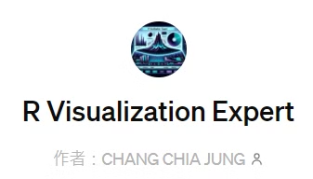 R Visualization Expert
作者：CHANG CHIA JUNG